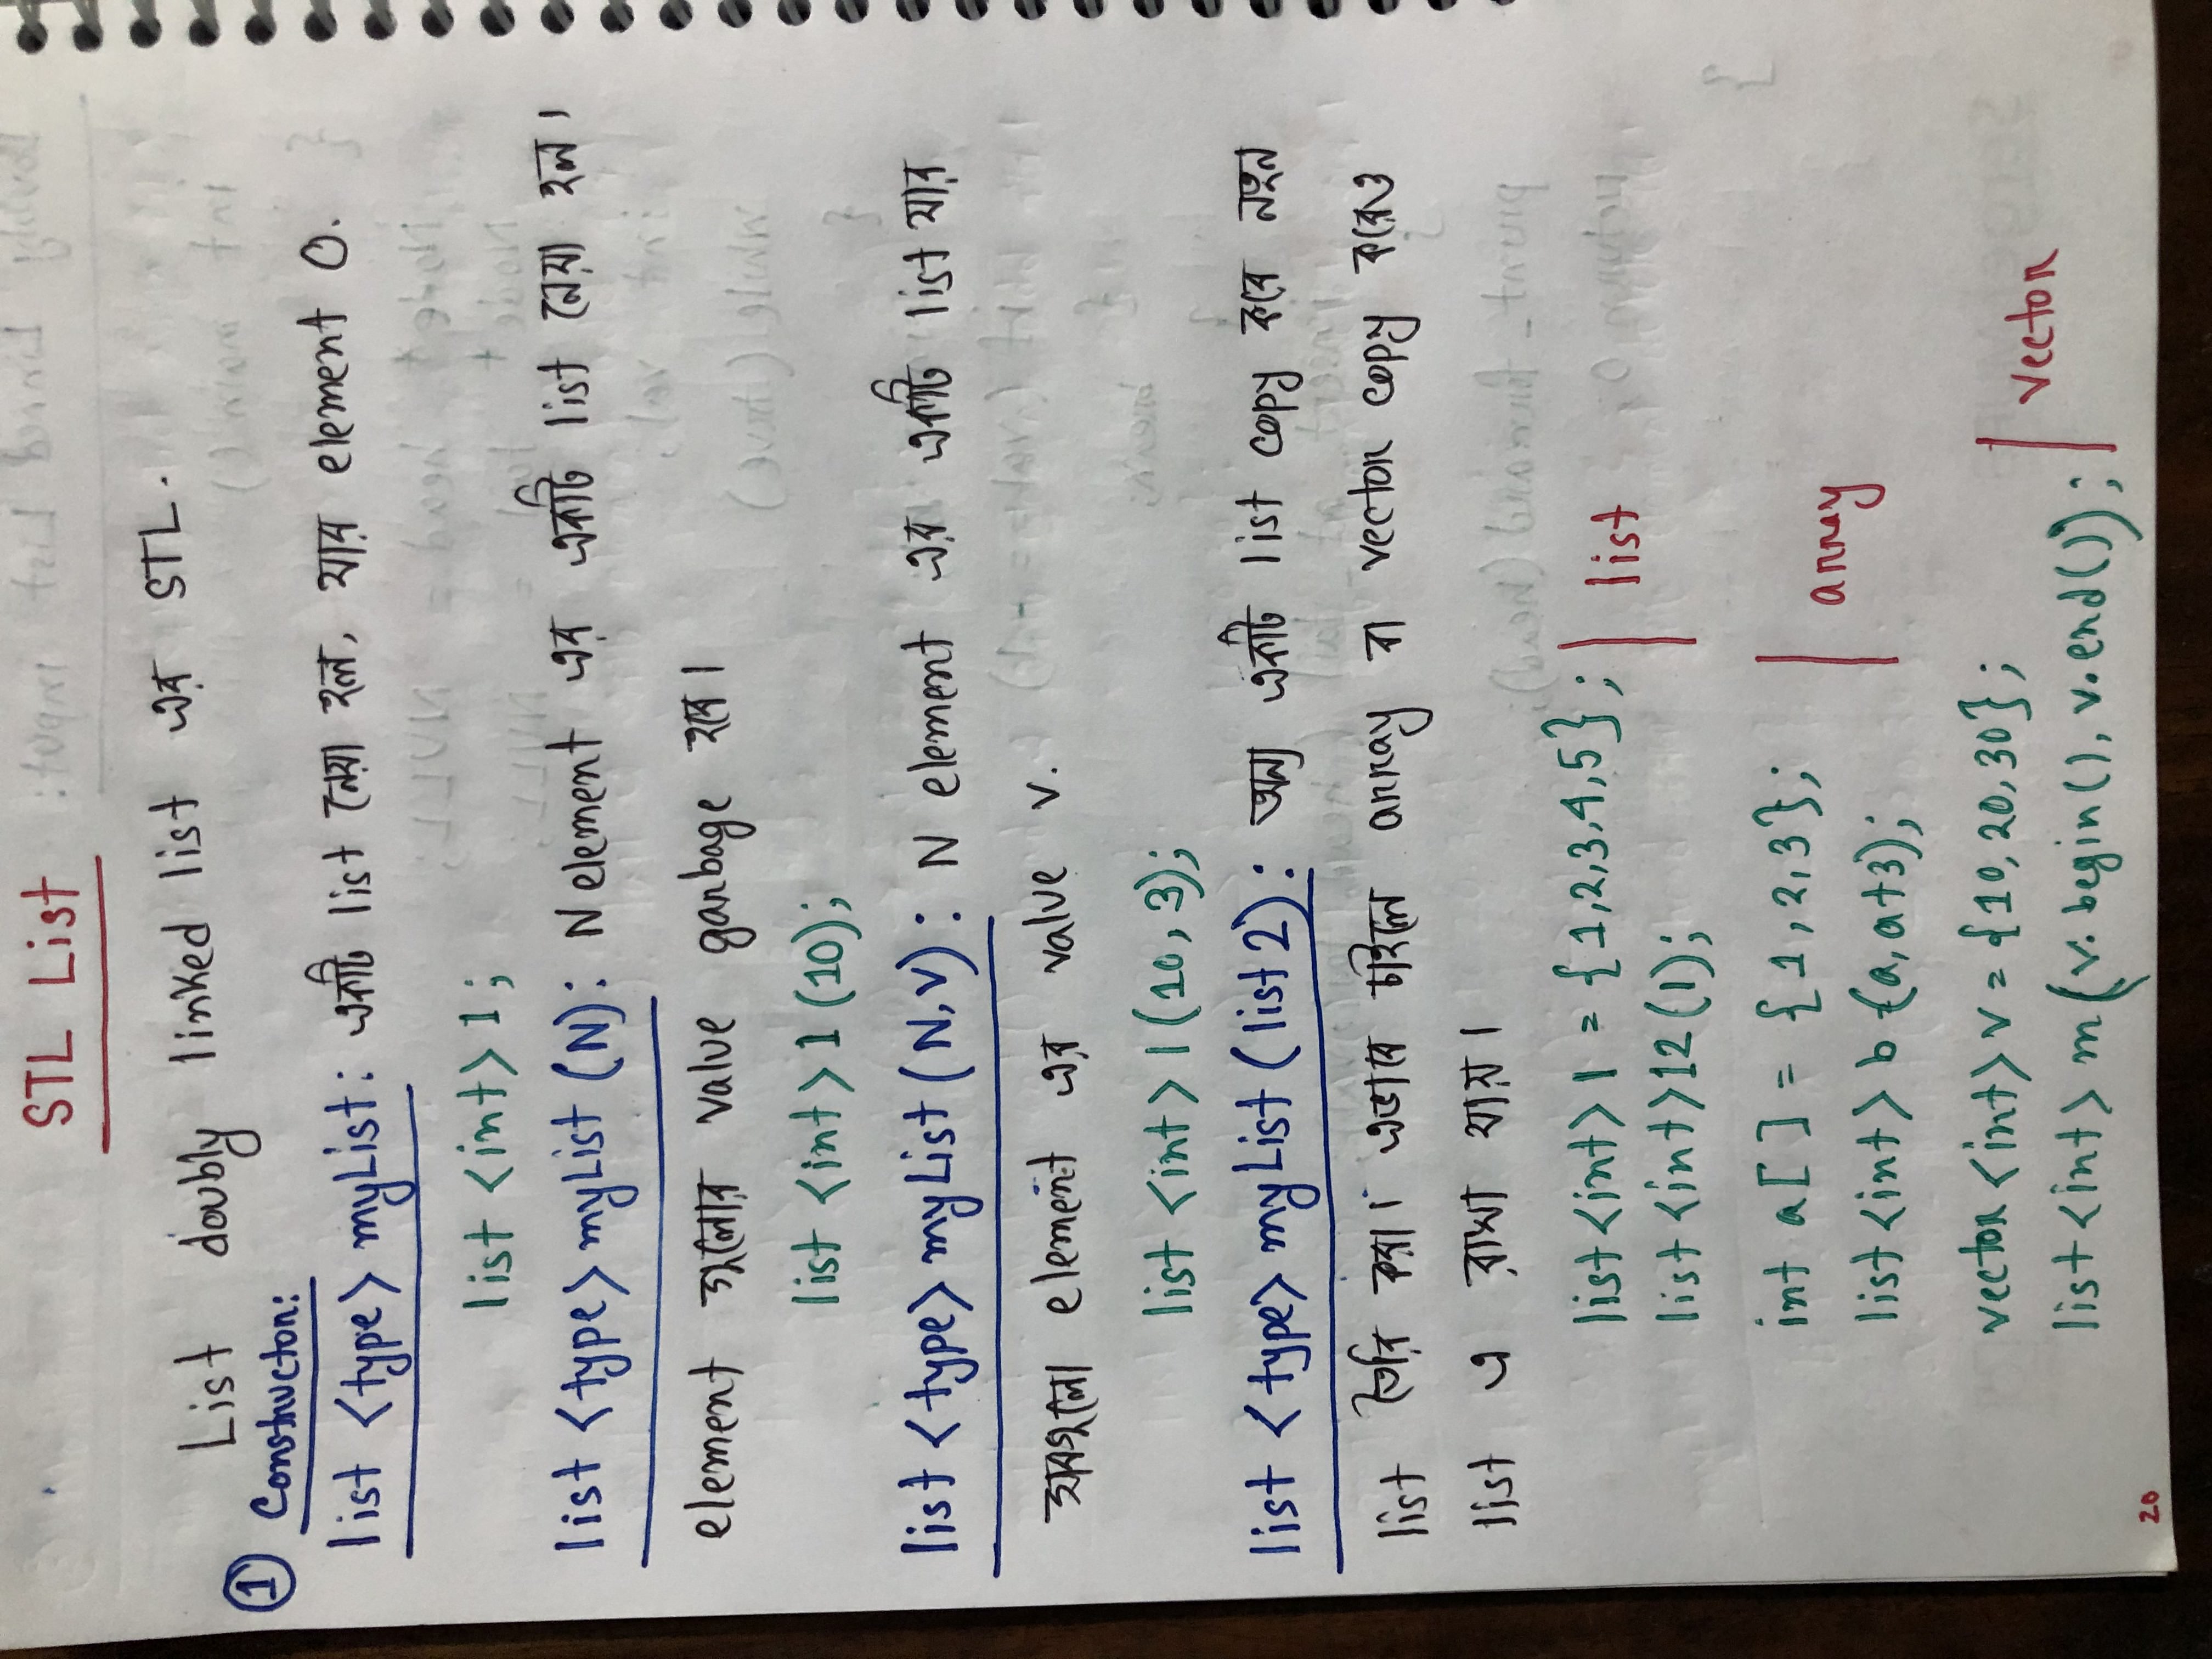 STL List
List doubly linked list এর STL.
① Constructor:
list <type> myList: একটি list নেয়া হল, যার element 0.
list <int> l;
list <type> myList (N): N element এর একটি list নেয়া হল।
element গুলোর value garbage হবে।
list <int> l (10);
list <type> myList (N,V): N element এর একটি list যার
সবগুলো element এর value v.
list <int> l (10, 3);
list <type> myList (list2): অন্য একটি list copy করে নতুন
list তৈরি করা। এভাবে চাইলে array বা vector copy করেও
list এ রাখা যায়।
list <int> l = {1,2,3,4,5}; list
list <int> l2 (l);
int a[ ] = {1,2,3}; array
list <int> b (a, a+3);
vector <int> v = {10, 20, 30}; vector
list <int> m (v.begin(), v.end());
20